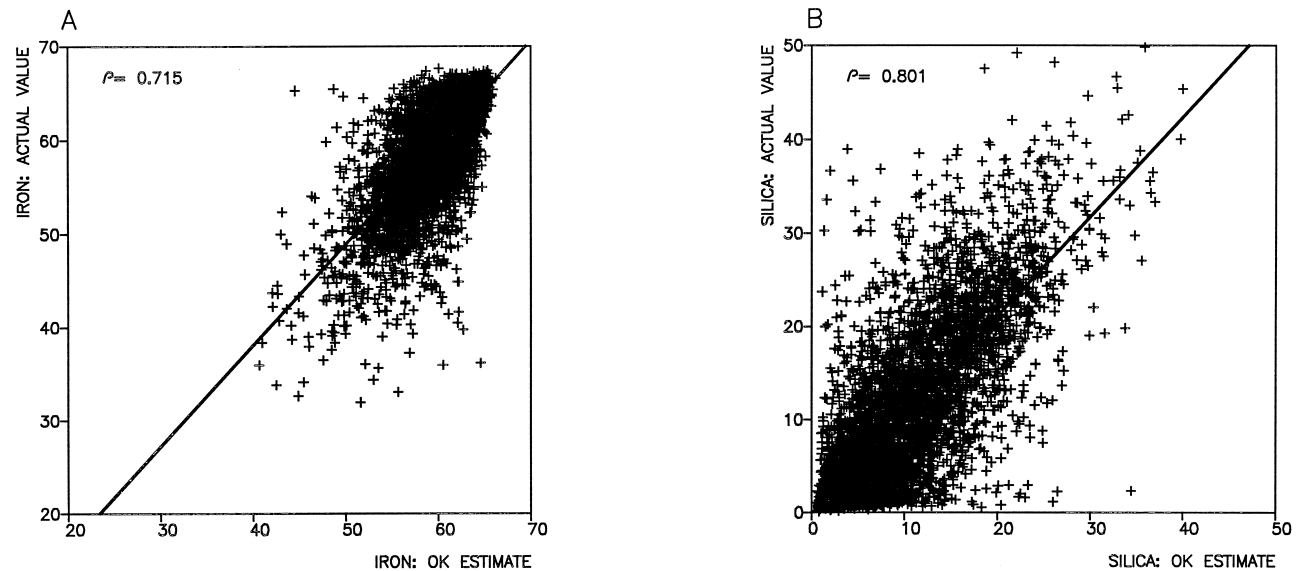 A
IRON: ACTUAL VALUE
70
60
50
40
30
20
ρ= 0.715
20 30 40 50 60 70
IRON: OK ESTIMATE
B
SILICA: ACTUAL VALUE
50
40
30
20
10
0
ρ= 0.801
0 10 20 30 40 50
SILICA: OK ESTIMATE